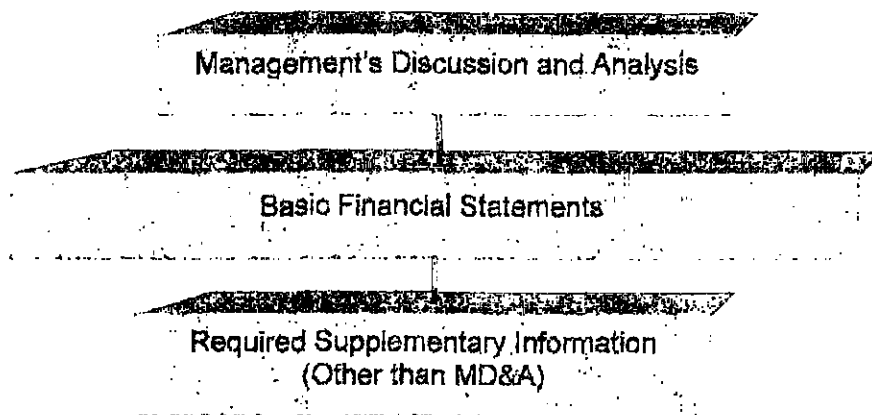 Management's Discussion and Analysis
Basic Financial Statements
Required Supplementary Information
(Other than MD&A)